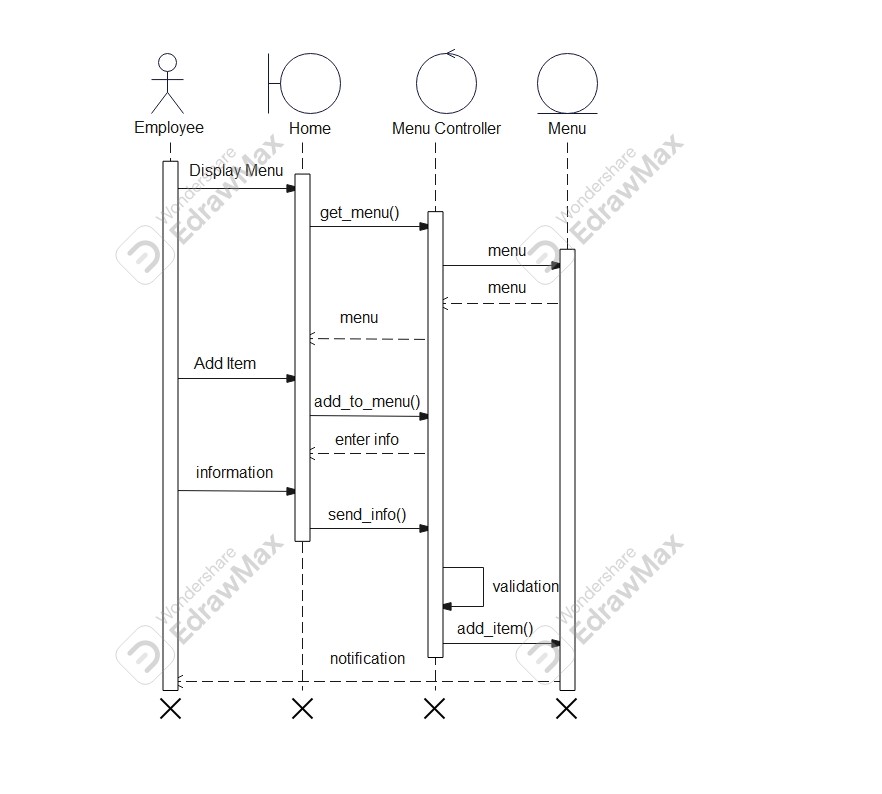 Employee
Home
Menu Controller
Menu
Display Menu
get_menu()
menu
menu
menu
Add Item
add_to_menu()
enter info
information
send_info()
validation
add_item()
notification
Wondershare
EdrawMax
Wondershare
EdrawMax
Wondershare
EdrawMax
Wondershare
EdrawMax